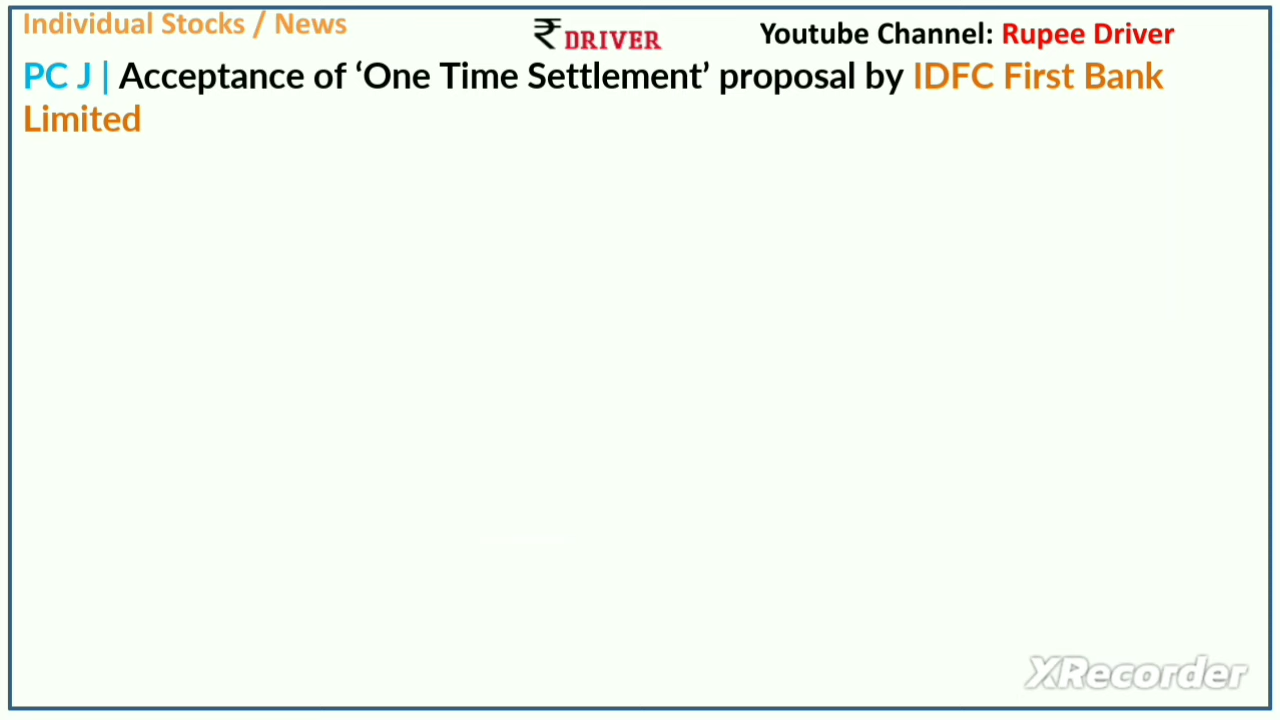 Individual Stocks / News
₹ DRIVER
Youtube Channel: Rupee Driver
PC J | Acceptance of ‘One Time Settlement’ proposal by IDFC First Bank
Limited
XRecorder